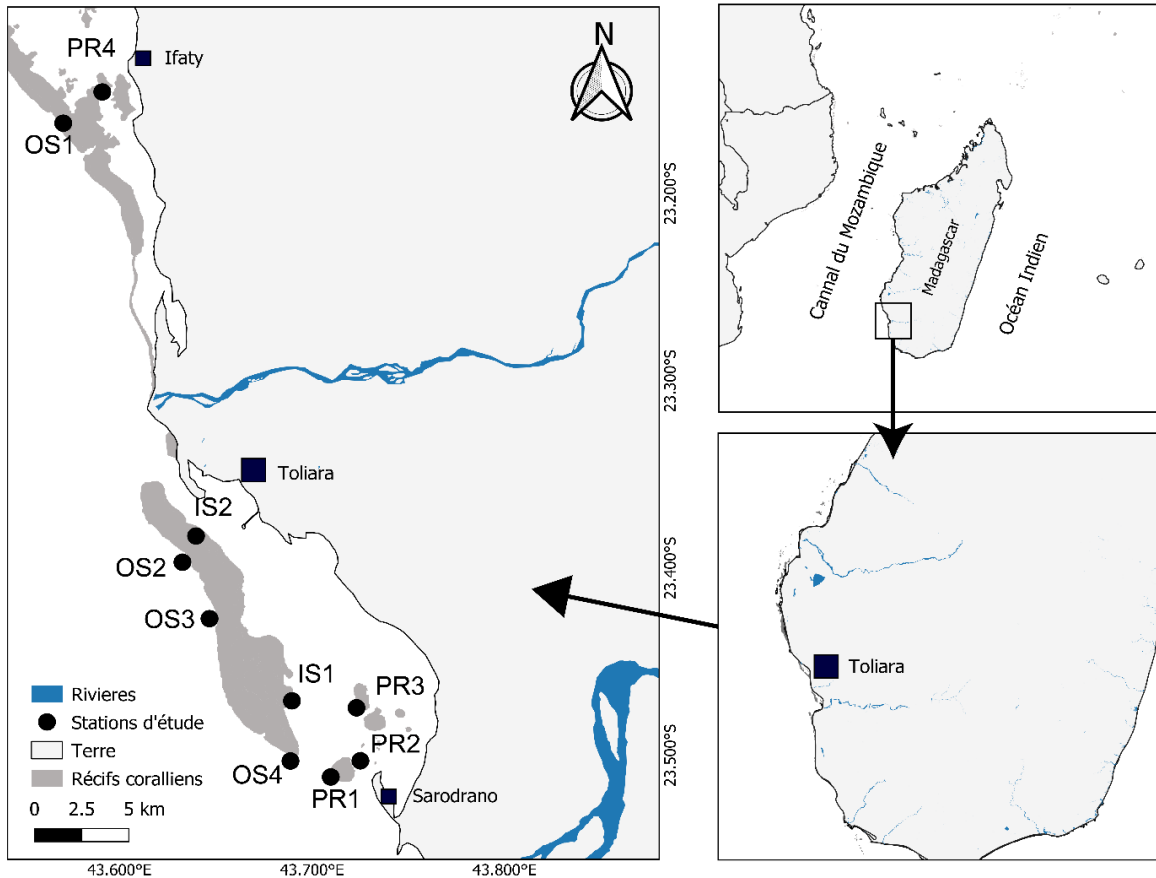 PR4
Ifaty
OS1
N
23.200°S
23.300°S
Toliara
IS2
OS2
OS3
23.400°S
IS1
PR3
PR2
OS4
PR1
Sarodrano
23.500°S
Rivieres
Stations d'étude
Terre
Récifs coralliens
0 2.5 5 km
43.600°E 43.700°E 43.800°E
Cannal du Mozambique
Madagascar
Océan Indien
Toliara